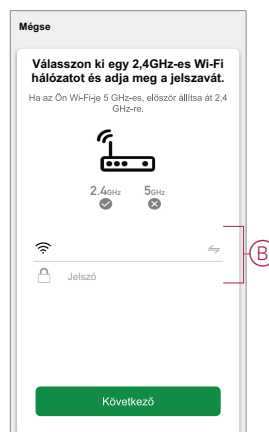 Mégse
Válasszon ki egy 2,4GHz-es Wi-Fi
hálózatot és adja meg a jelszavát.
Ha az Ön Wi-Fi-je 5 GHz-es, először állítsa át 2,4
GHz-re.
2.4GHz 5GHz
Jelszó
B
Következő